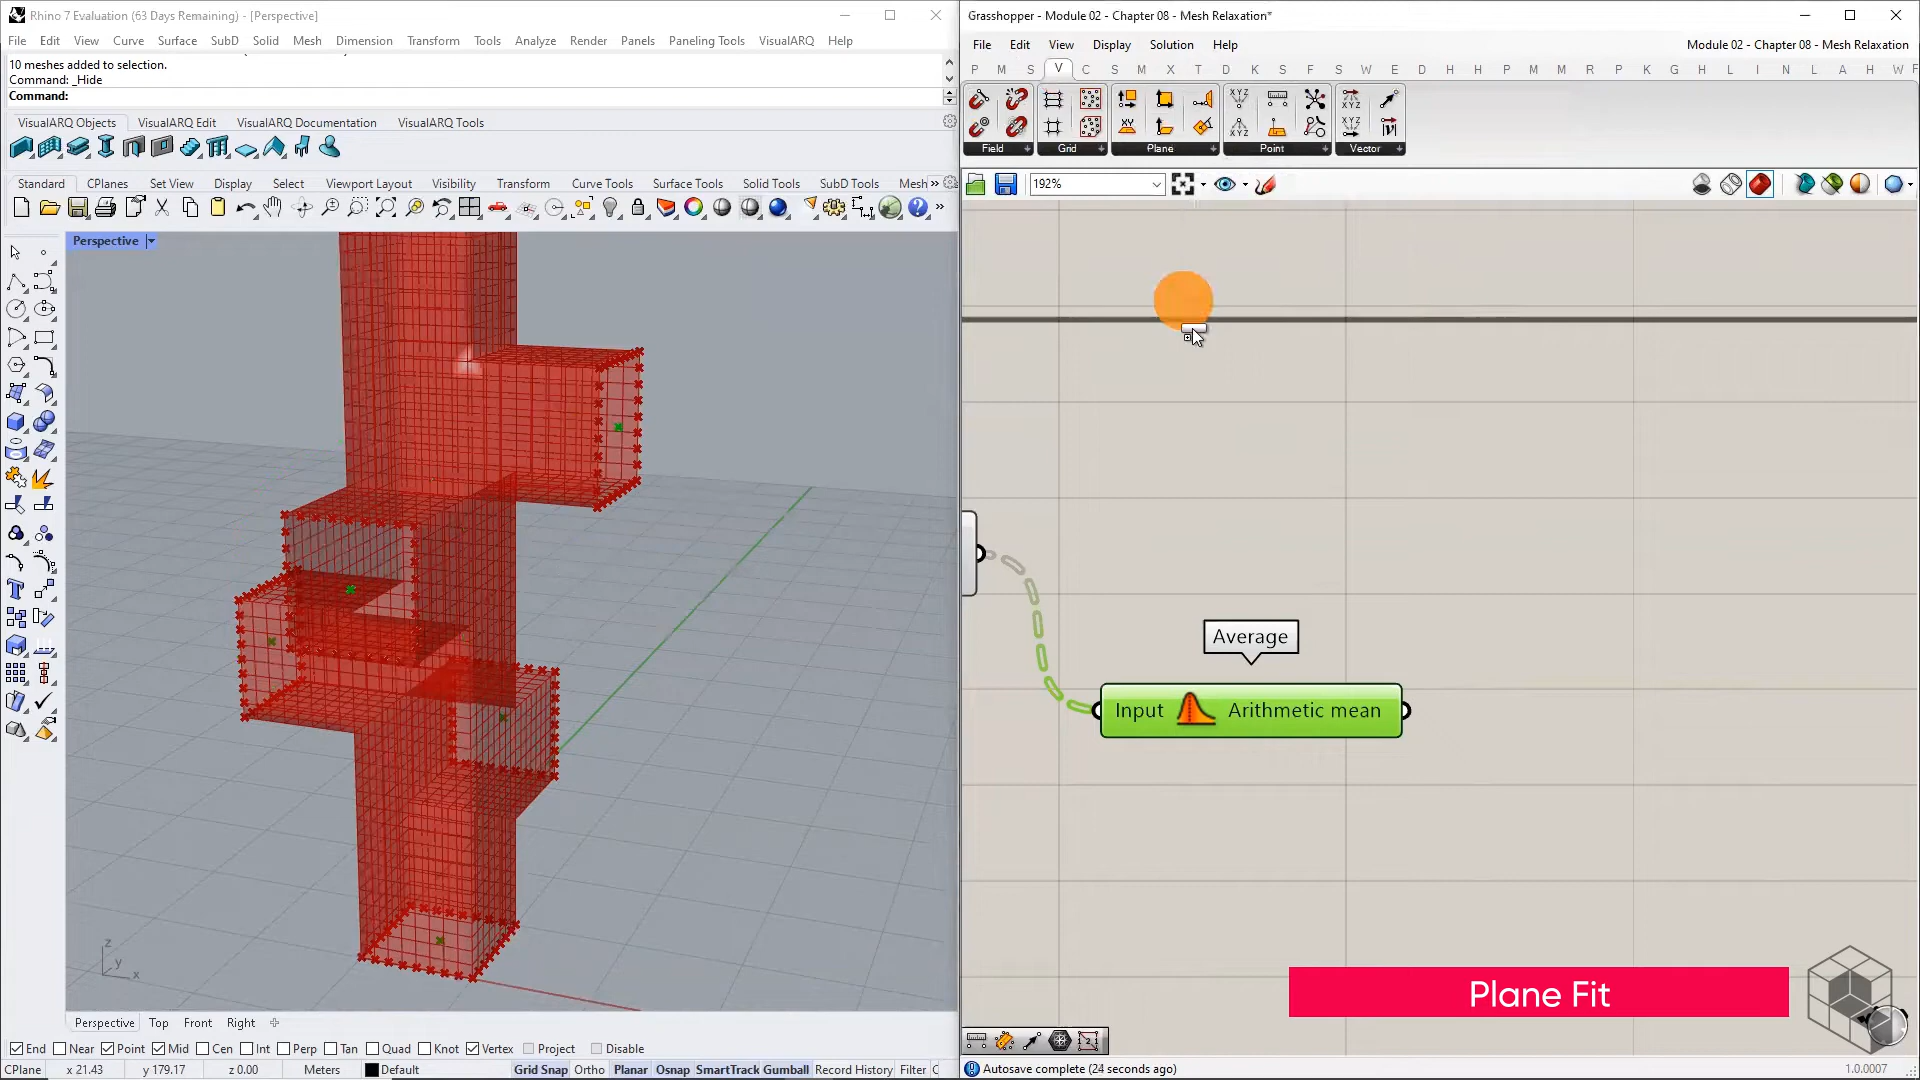 Rhino 7 Evaluation (63 Days Remaining) - [Perspective]
File Edit View Curve Surface SubD Solid Mesh Dimension Transform Tools Analyze Render Panels Paneling Tools VisualARQ Help
10 meshes added to selection.
Command: _Hide
Command:
VisualARQ Objects VisualARQ Edit VisualARQ Documentation VisualARQ Tools
Standard CPlanes Set View Display Select Viewport Layout Visibility Transform Curve Tools Surface Tools Solid Tools SubD Tools Mesh »
Perspective
z
y
x
Perspective Top Front Right
End Near Point Mid Cen Int Perp Tan Quad Knot Vertex Project Disable
CPlane x 21.43 y 179.17 z 0.00 Meters Default Grid Snap Ortho Planar Osnap SmartTrack Gumball Record History Filter C
Grasshopper - Module 02 - Chapter 08 - Mesh Relaxation*
File Edit View Display Solution Help
Module 02 - Chapter 08 - Mesh Relaxation
P M S V C S M X T D K S F S W E D H H P M M R P K G H L I N L A H W F
Field Grid Plane Point Vector
192%
Average
Input Arithmetic mean
Plane Fit
Autosave complete (24 seconds ago)
1.0.0007